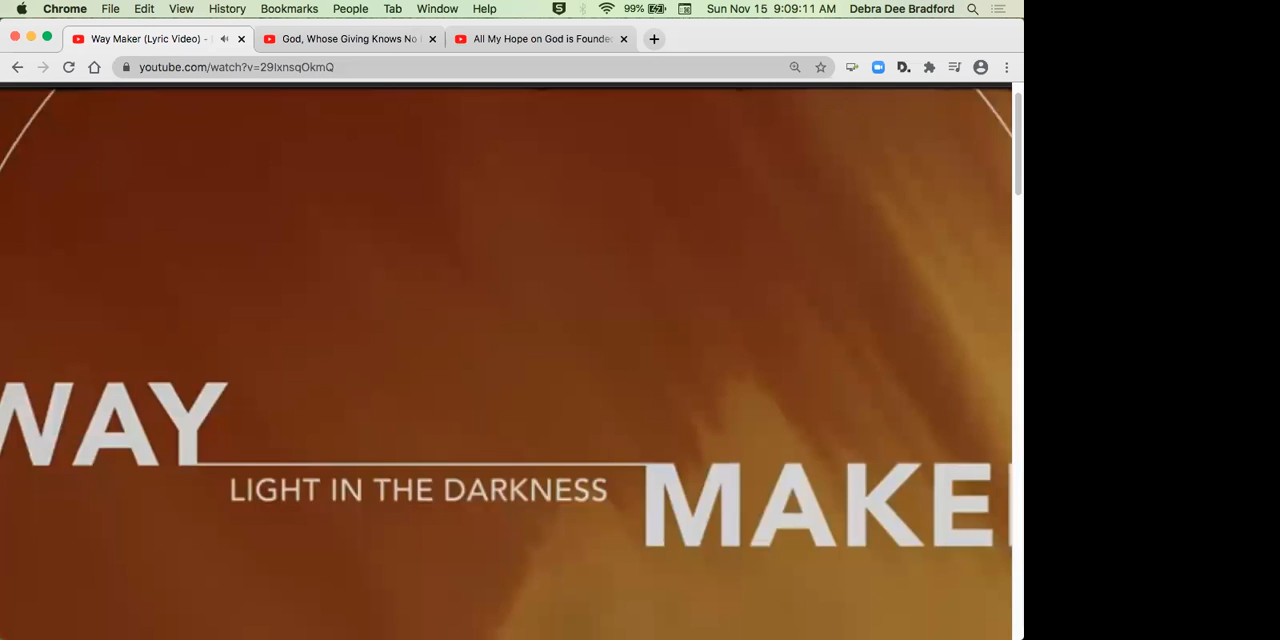 Chrome File Edit View History Bookmarks People Tab Window Help 99% Sun Nov 15 9:09:11 AM Debra Dee Bradford
Way Maker (Lyric Video) - God, Whose Giving Knows No All My Hope on God is Founded
youtube.com/watch?v=29IxnsqOkmQ D.
WAY
LIGHT IN THE DARKNESS
MAKE